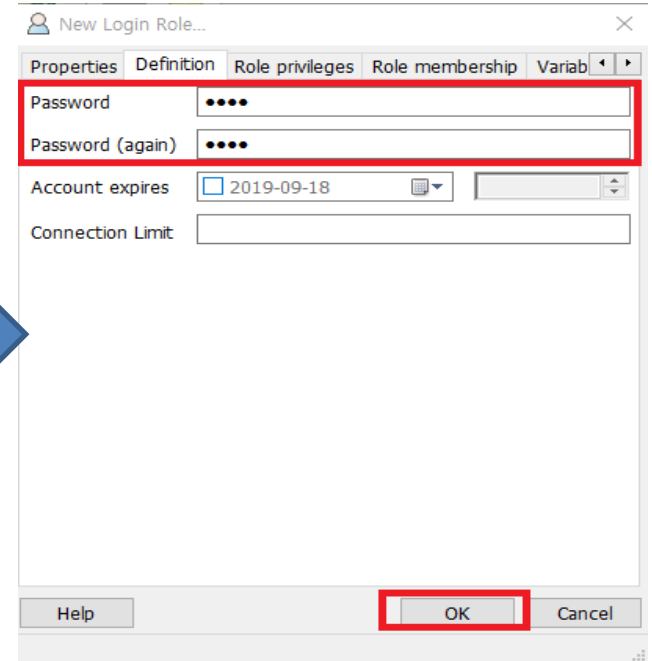 New Login Role...
Properties Definition Role privileges Role membership Variab
Password ●●●●
Password (again) ●●●●
Account expires 2019-09-18
Connection Limit
Help OK Cancel